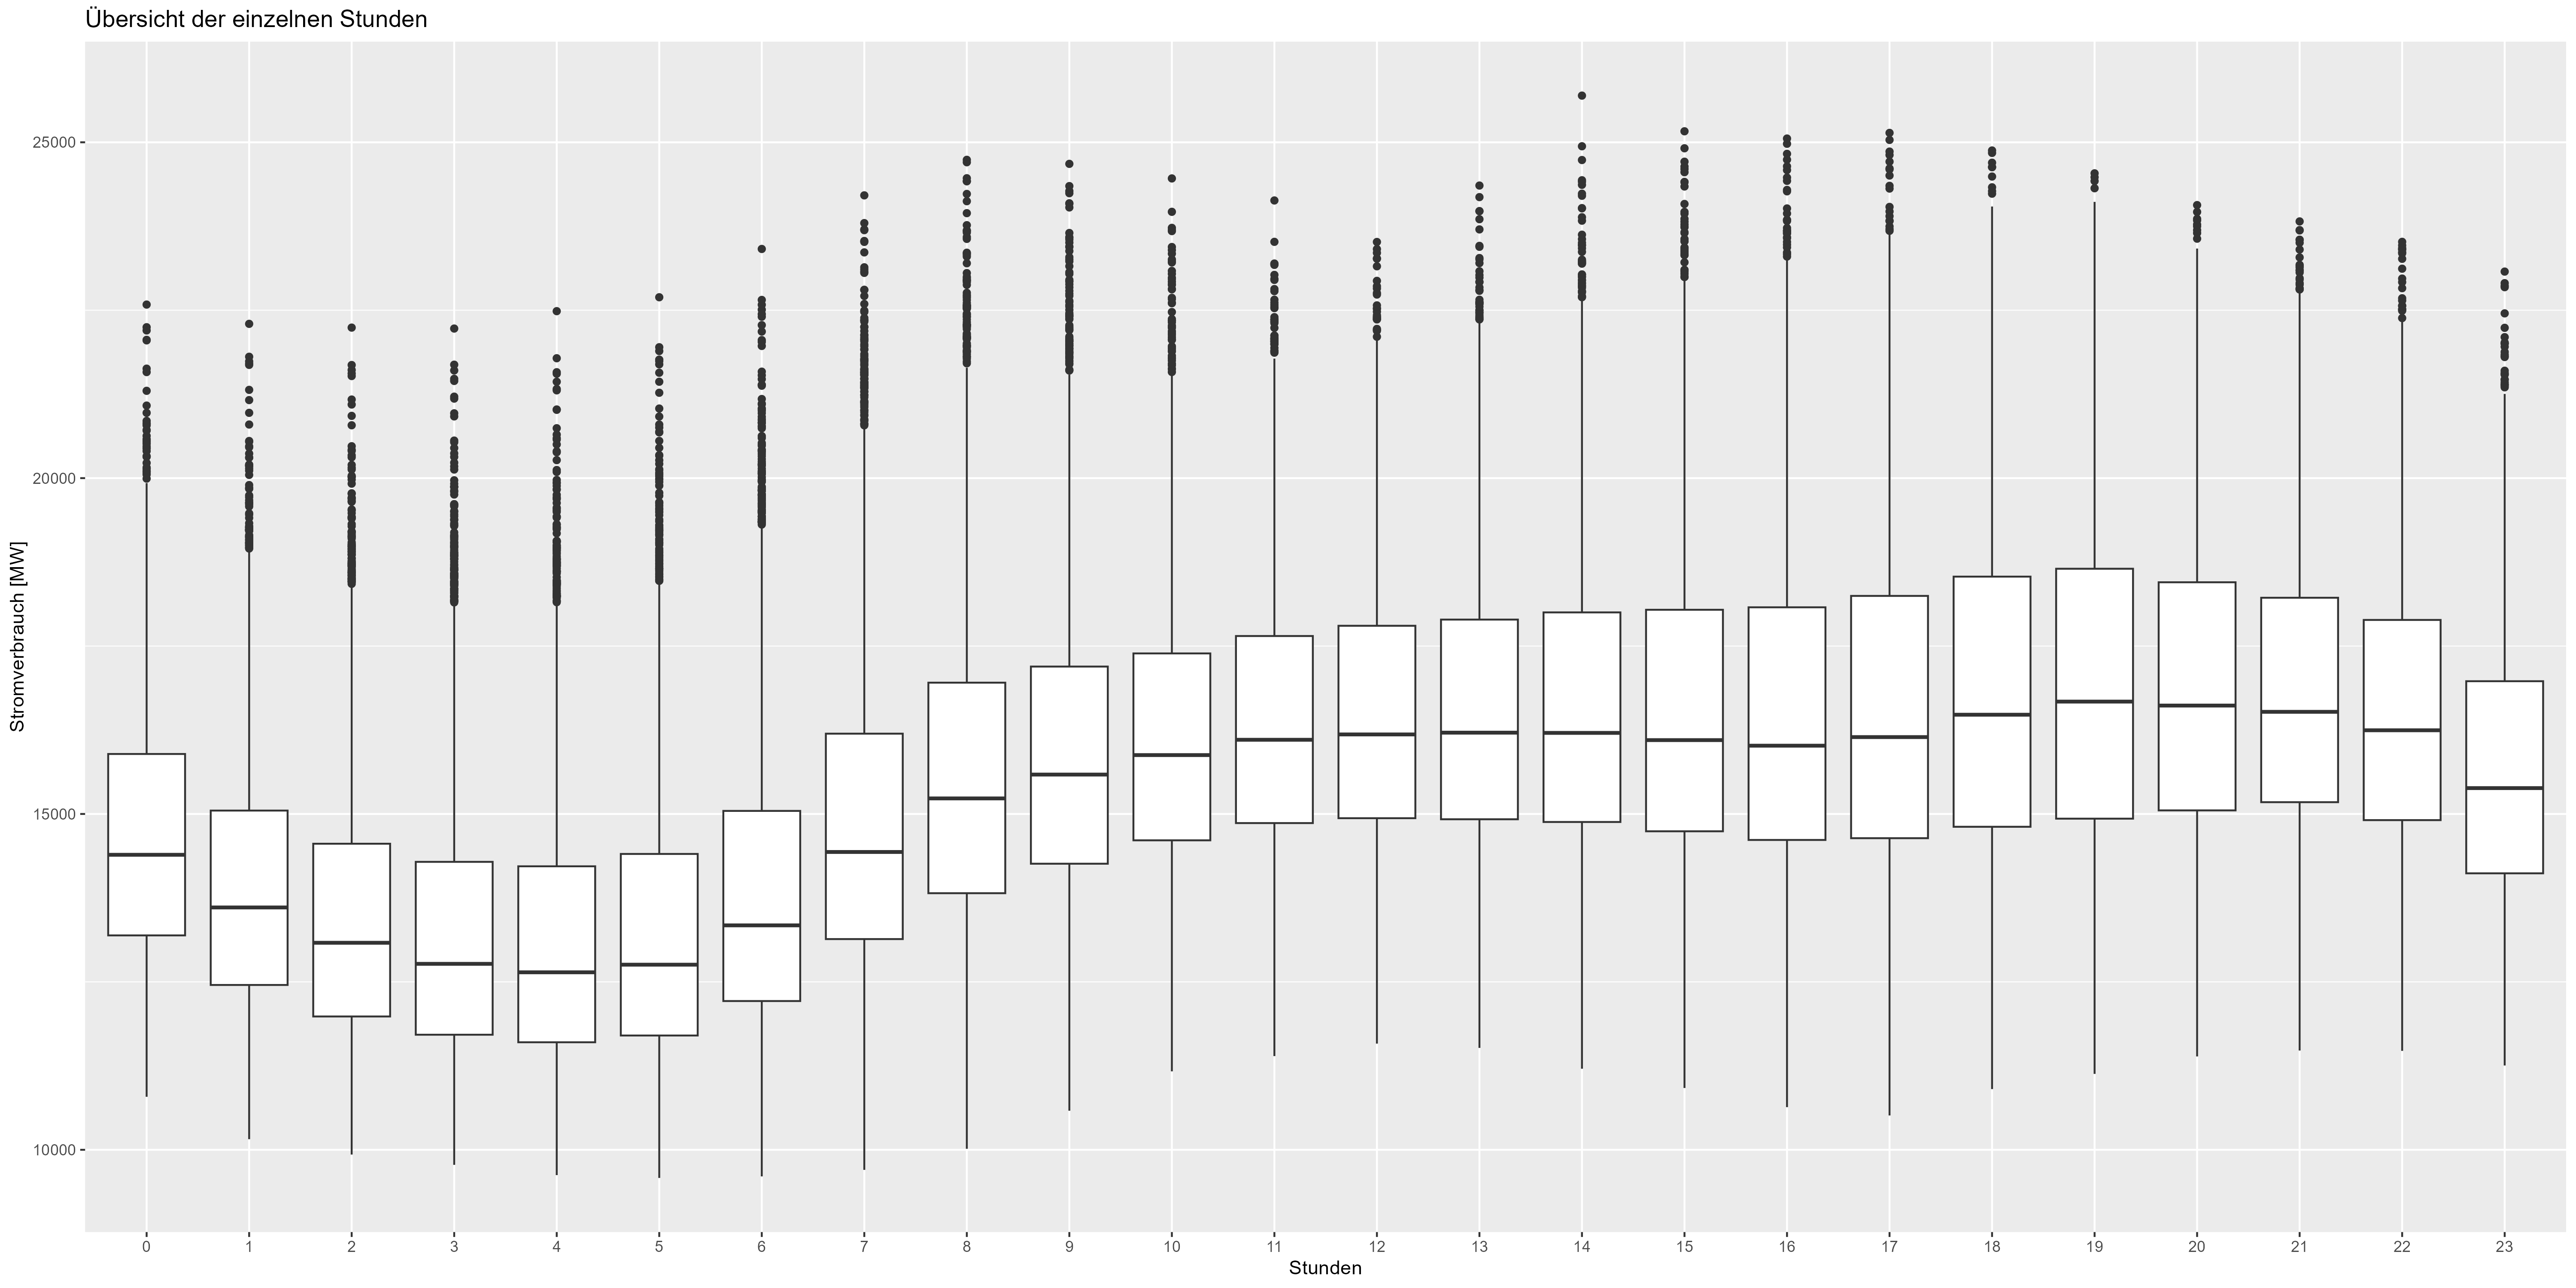 Übersicht der einzelnen Stunden
Stromverbrauch [MW]
25000
20000
15000
10000
0 1 2 3 4 5 6 7 8 9 10 11 12 13 14 15 16 17 18 19 20 21 22 23
Stunden